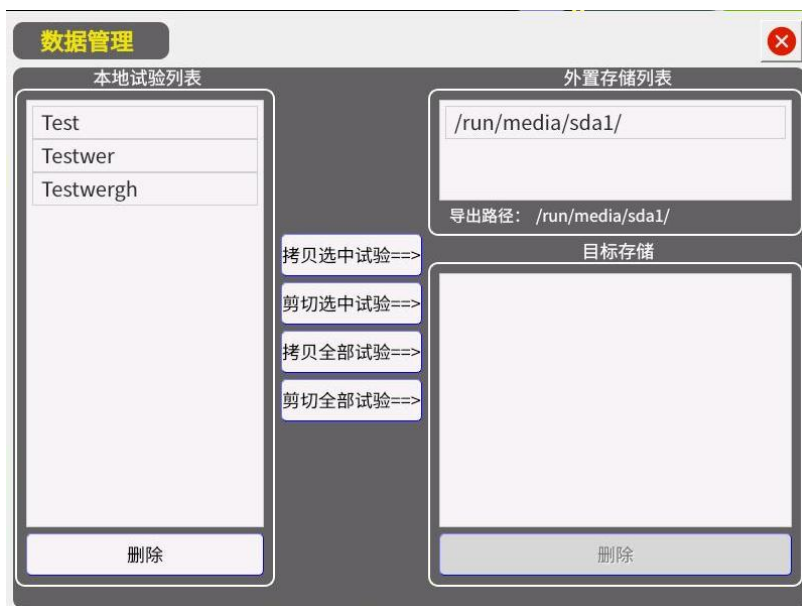 数据管理
本地试验列表
Test
Testwer
Testwergh
删除
拷贝选中试验==>
剪切选中试验==>
拷贝全部试验==>
剪切全部试验==>
外置存储列表
/run/media/sda1/
导出路径： /run/media/sda1/
目标存储
删除